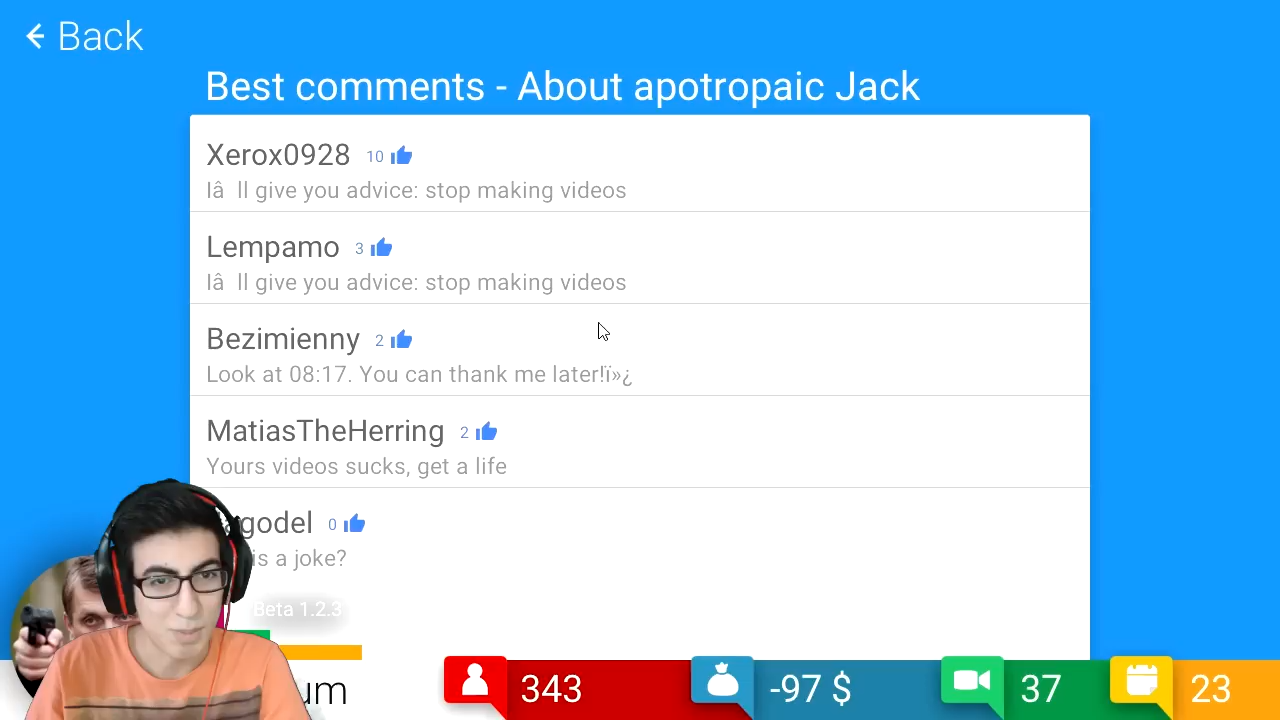 Back
Best comments - About apotropaic Jack
Xerox0928 10
Iâ ll give you advice: stop making videos
Lempamo 3
Iâ ll give you advice: stop making videos
Bezimienny 2
Look at 08:17. You can thank me later!ï»¿
MatiasTheHerring 2
Yours videos sucks, get a life
godel 0
is a joke?
Beta 1.2.3
um
343
-97 $
37
23